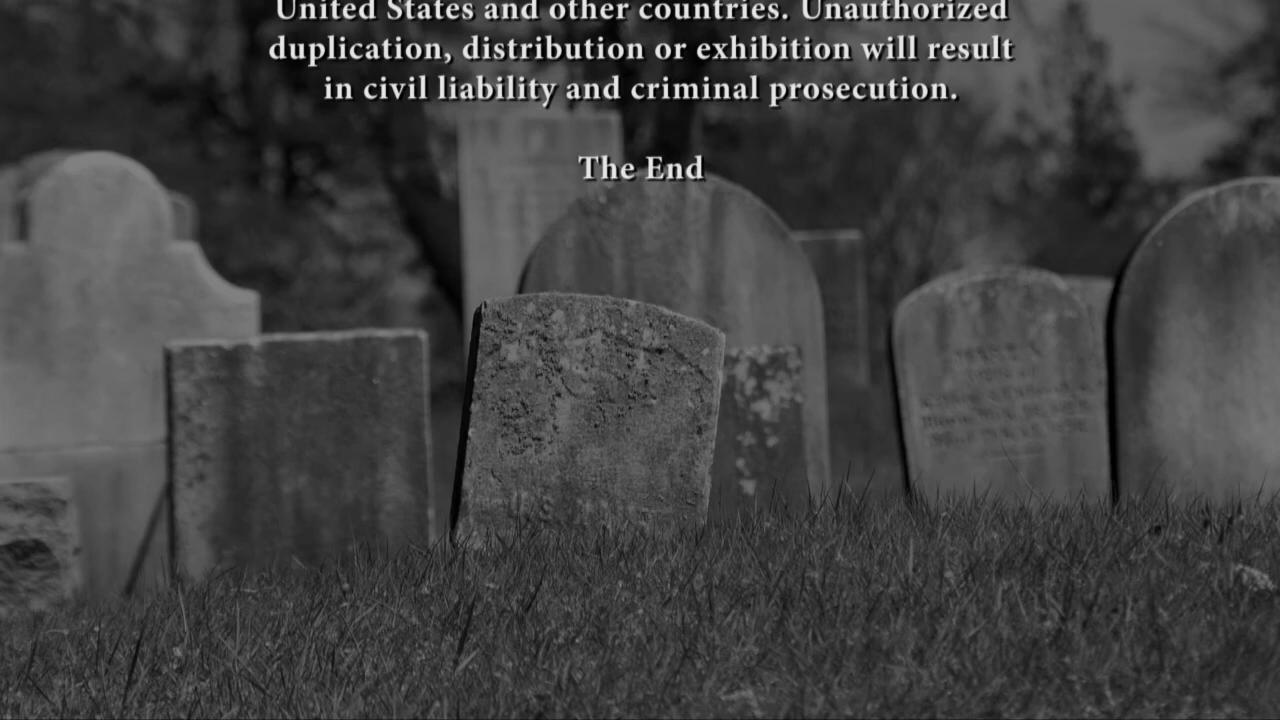 United States and other countries. Unauthorized
duplication, distribution or exhibition will result
in civil liability and criminal prosecution.
The End